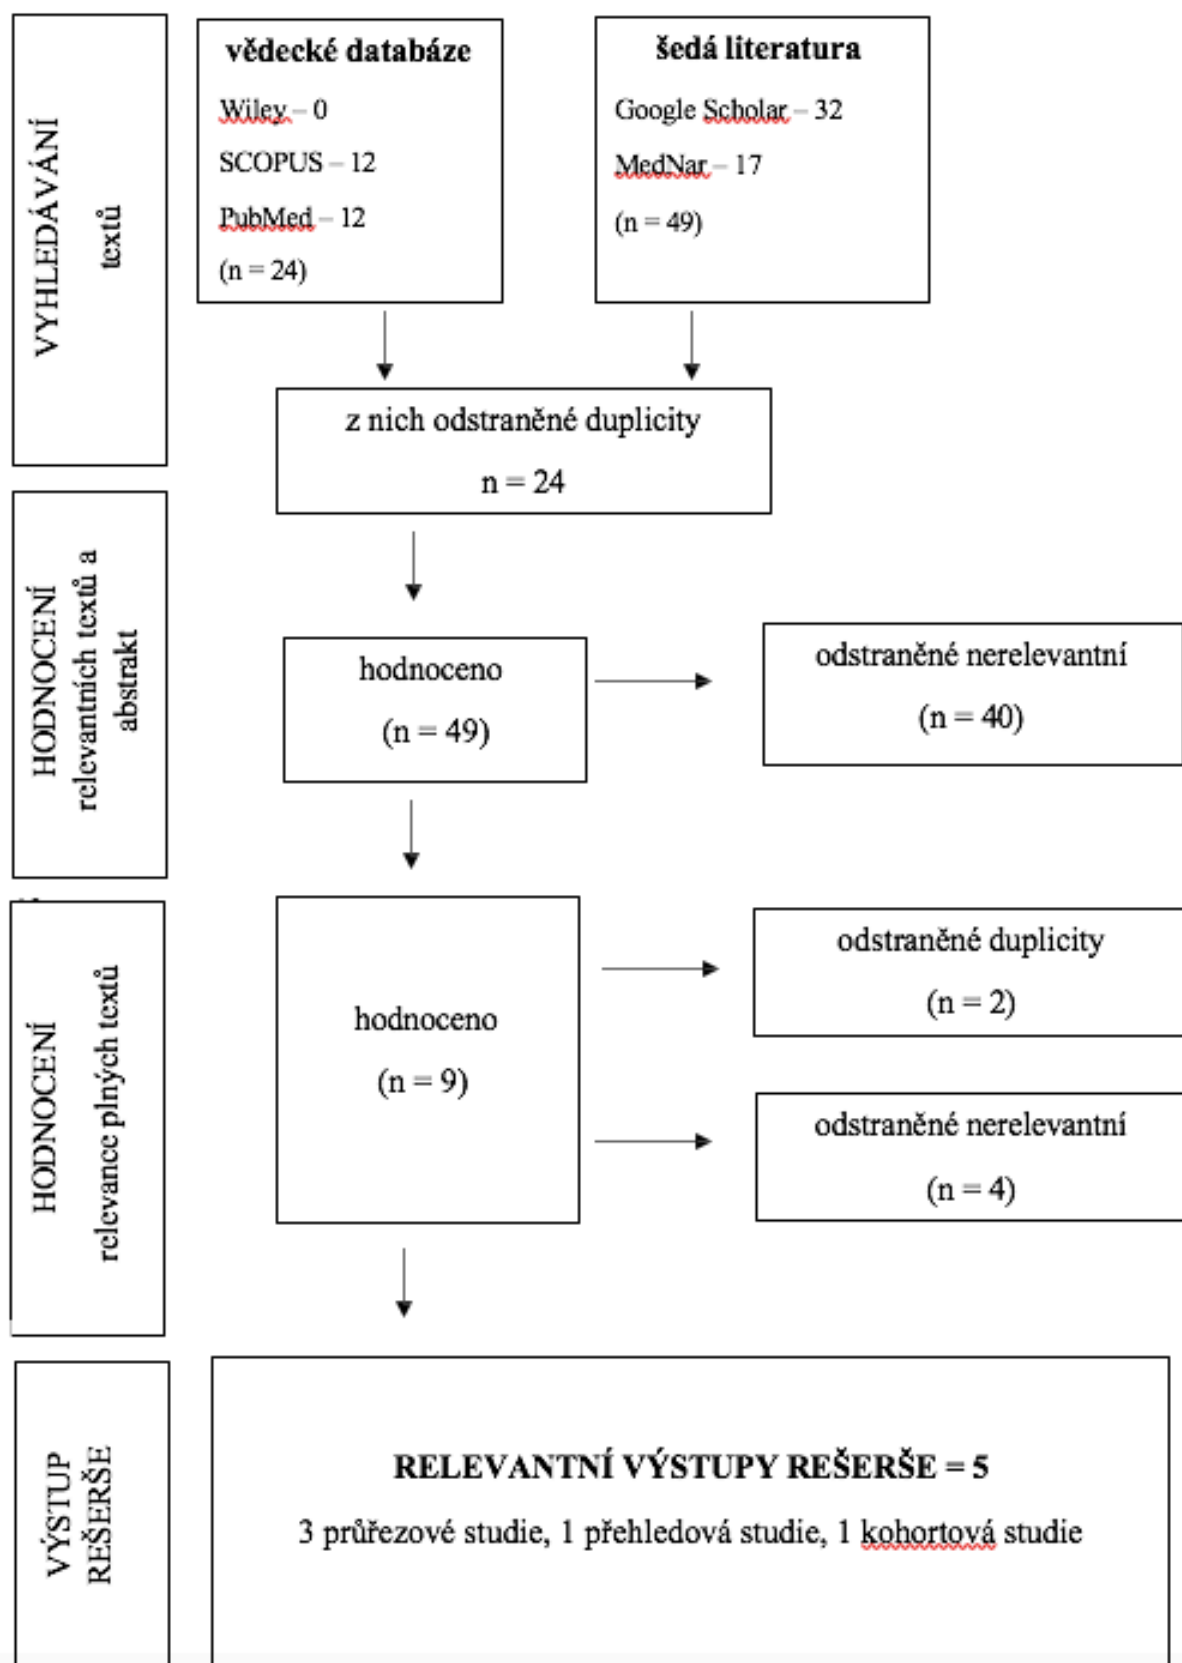 VYHLEDÁVÁNÍ
textů
vědecké databáze
Wiley – 0
SCOPUS – 12
PubMed – 12
(n = 24)
šedá literatura
Google Scholar – 32
MedNar – 17
(n = 49)
z nich odstraněné duplicity
n = 24
HODNOCENÍ
relevantních textů a
abstrakt
hodnoceno
(n = 49)
odstraněné nerelevantní
(n = 40)
HODNOCENÍ
relevance plných textů
hodnoceno
(n = 9)
odstraněné duplicity
(n = 2)
odstraněné nerelevantní
(n = 4)
VÝSTUP
REŠERŠE
RELEVANTNÍ VÝSTUPY REŠERŠE = 5
3 průřezové studie, 1 přehledová studie, 1 kohortová studie